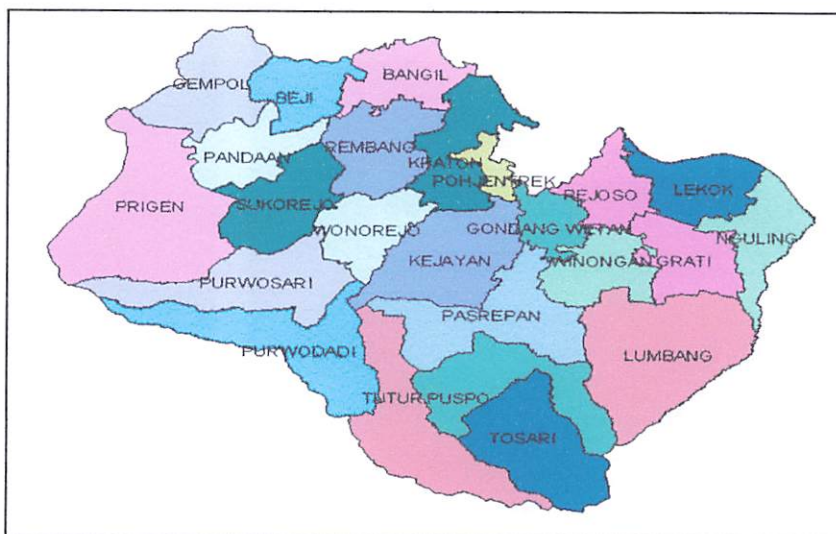 BANGIL
GEMPOL
BEJI
REMBANG
PANDAAN
KRATON
POHJENTREK
REJOSO
LEKOK
PRIGEN
SUKOREJO
WONOREJO
GONDANG WETAN
NGULING
KEJAYAN
WINONGAN
GRATI
PURWOSARI
PASREPAN
PURWODADI
LUMBANG
TUTUR
PUSPO
TOSARI